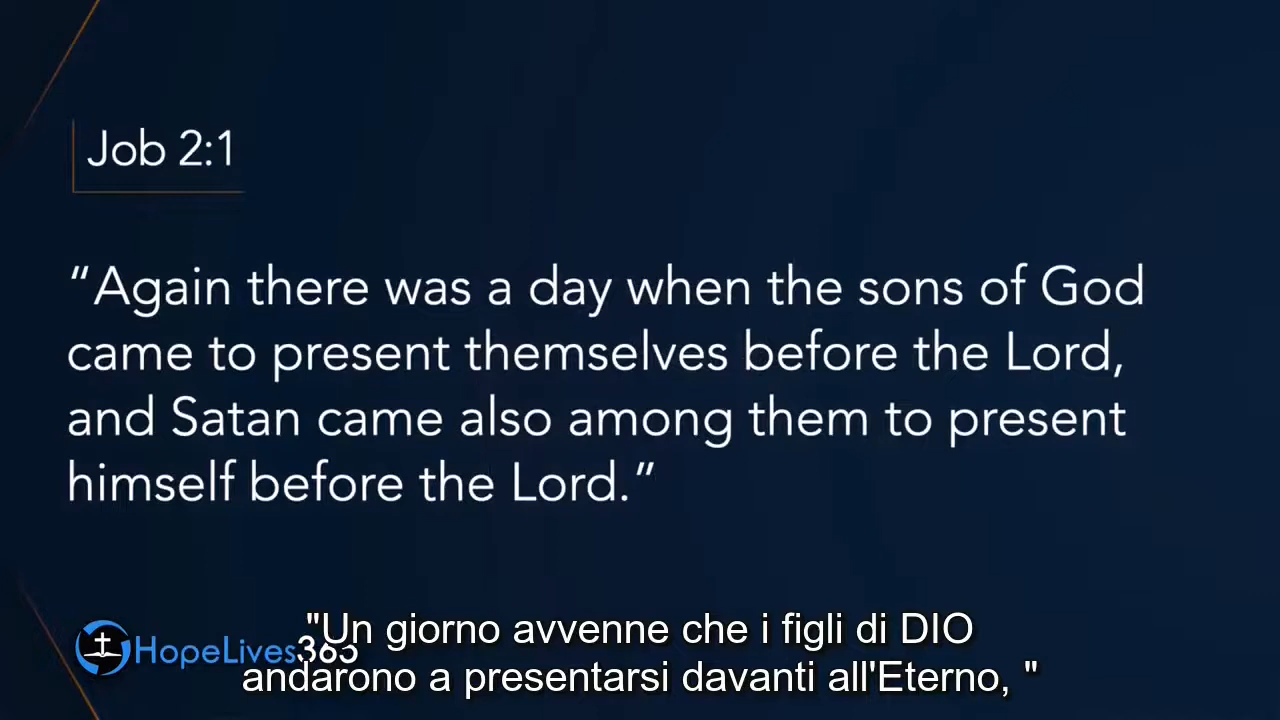 Job 2:1
“Again there was a day when the sons of God
came to present themselves before the Lord,
and Satan came also among them to present
himself before the Lord.”
HopeLives365
"Un giorno avvenne che i figli di DIO
andarono a presentarsi davanti all'Eterno, "